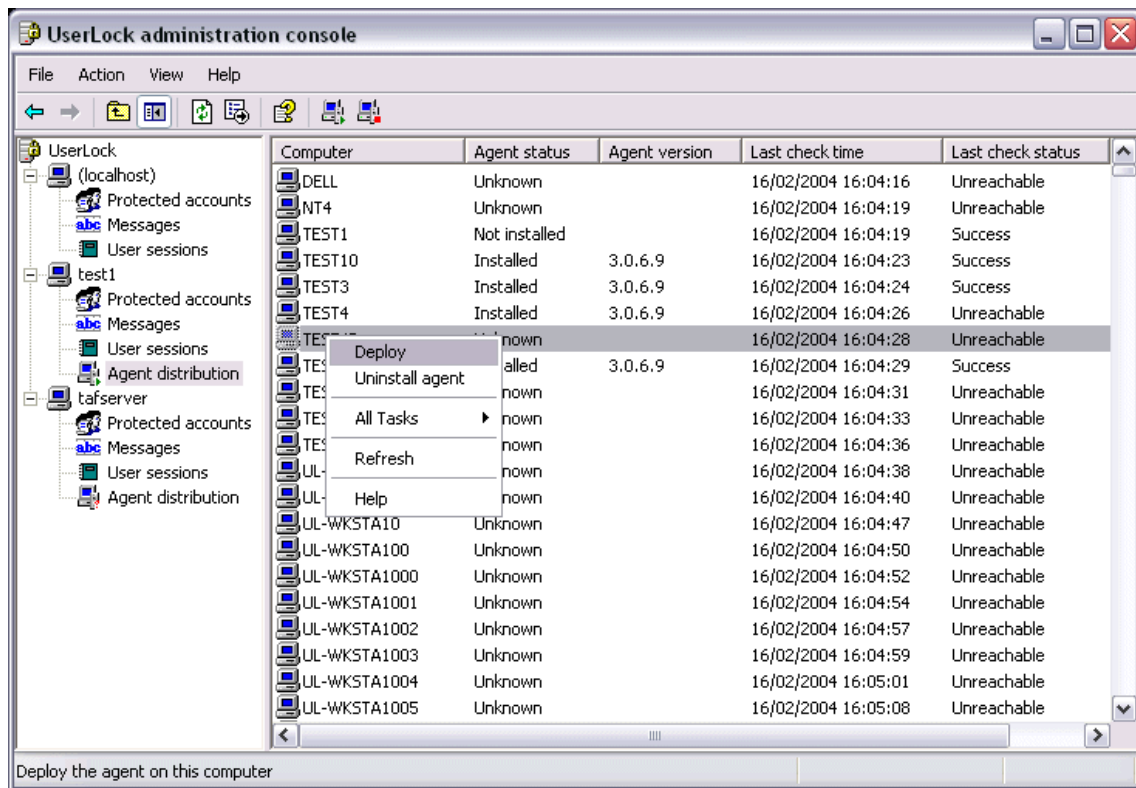 UserLock administration console
File Action View Help
UserLock
(localhost)
Protected accounts
abc Messages
User sessions
test1
Protected accounts
abc Messages
User sessions
Agent distribution
tafserver
Protected accounts
abc Messages
User sessions
Agent distribution
Computer Agent status Agent version Last check time Last check status
DELL Unknown 16/02/2004 16:04:16 Unreachable
NT4 Unknown 16/02/2004 16:04:19 Unreachable
TEST1 Not installed 16/02/2004 16:04:19 Success
TEST10 Installed 3.0.6.9 16/02/2004 16:04:23 Success
TEST3 Installed 3.0.6.9 16/02/2004 16:04:24 Success
TEST4 Installed 3.0.6.9 16/02/2004 16:04:26 Unreachable
16/02/2004 16:04:28 Unreachable
3.0.6.9 16/02/2004 16:04:29 Success
16/02/2004 16:04:31 Unreachable
16/02/2004 16:04:33 Unreachable
16/02/2004 16:04:36 Unreachable
16/02/2004 16:04:38 Unreachable
16/02/2004 16:04:40 Unreachable
UL-WKSTA10 Unknown 16/02/2004 16:04:47 Unreachable
UL-WKSTA100 Unknown 16/02/2004 16:04:50 Unreachable
UL-WKSTA1000 Unknown 16/02/2004 16:04:52 Unreachable
UL-WKSTA1001 Unknown 16/02/2004 16:04:54 Unreachable
UL-WKSTA1002 Unknown 16/02/2004 16:04:57 Unreachable
UL-WKSTA1003 Unknown 16/02/2004 16:04:59 Unreachable
UL-WKSTA1004 Unknown 16/02/2004 16:05:01 Unreachable
UL-WKSTA1005 Unknown 16/02/2004 16:05:08 Unreachable
Deploy
Uninstall agent
All Tasks
Refresh
Help
Deploy the agent on this computer